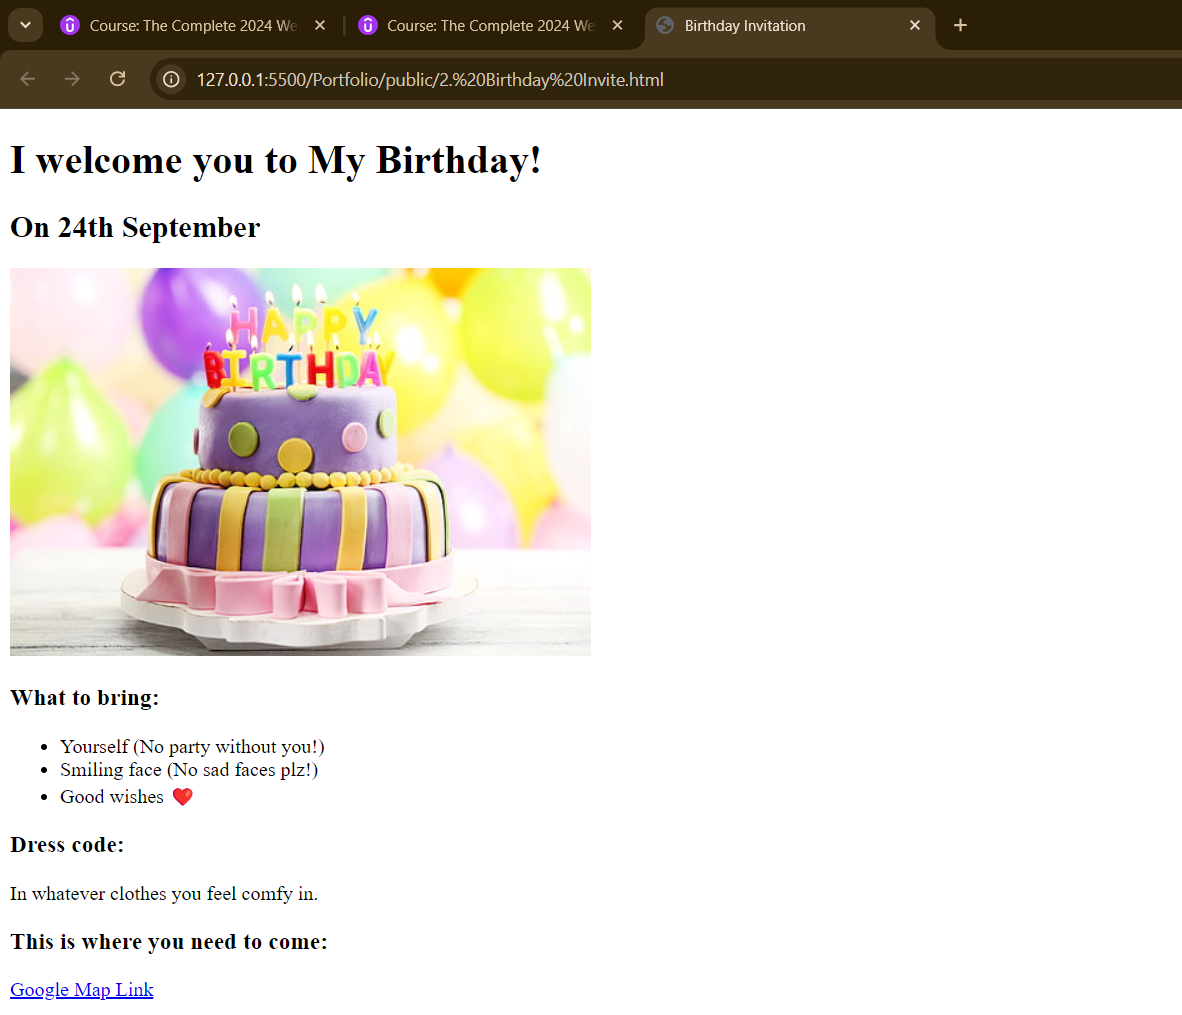 Course: The Complete 2024 We
Course: The Complete 2024 We
Birthday Invitation
127.0.0.1:5500/Portfolio/public/2.%20Birthday%20Invite.html
I welcome you to My Birthday!
On 24th September
HAPPY
BIRTHDAY
What to bring:
Yourself (No party without you!)
Smiling face (No sad faces plz!)
Good wishes ❤️
Dress code:
In whatever clothes you feel comfy in.
This is where you need to come:
Google Map Link